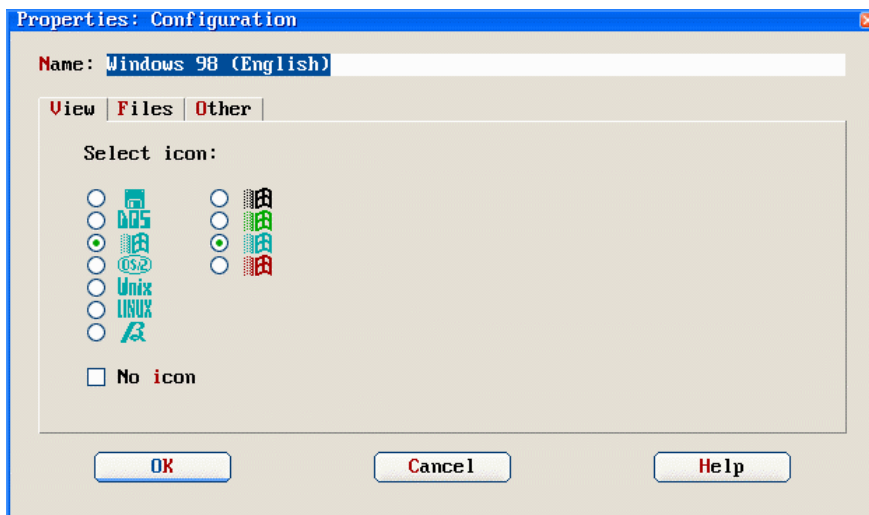 Properties: Configuration
Name: Windows 98 (English)
View Files Other
Select icon:
DOS
OS/2
Unix
LINUX
β
No icon
OK Cancel Help